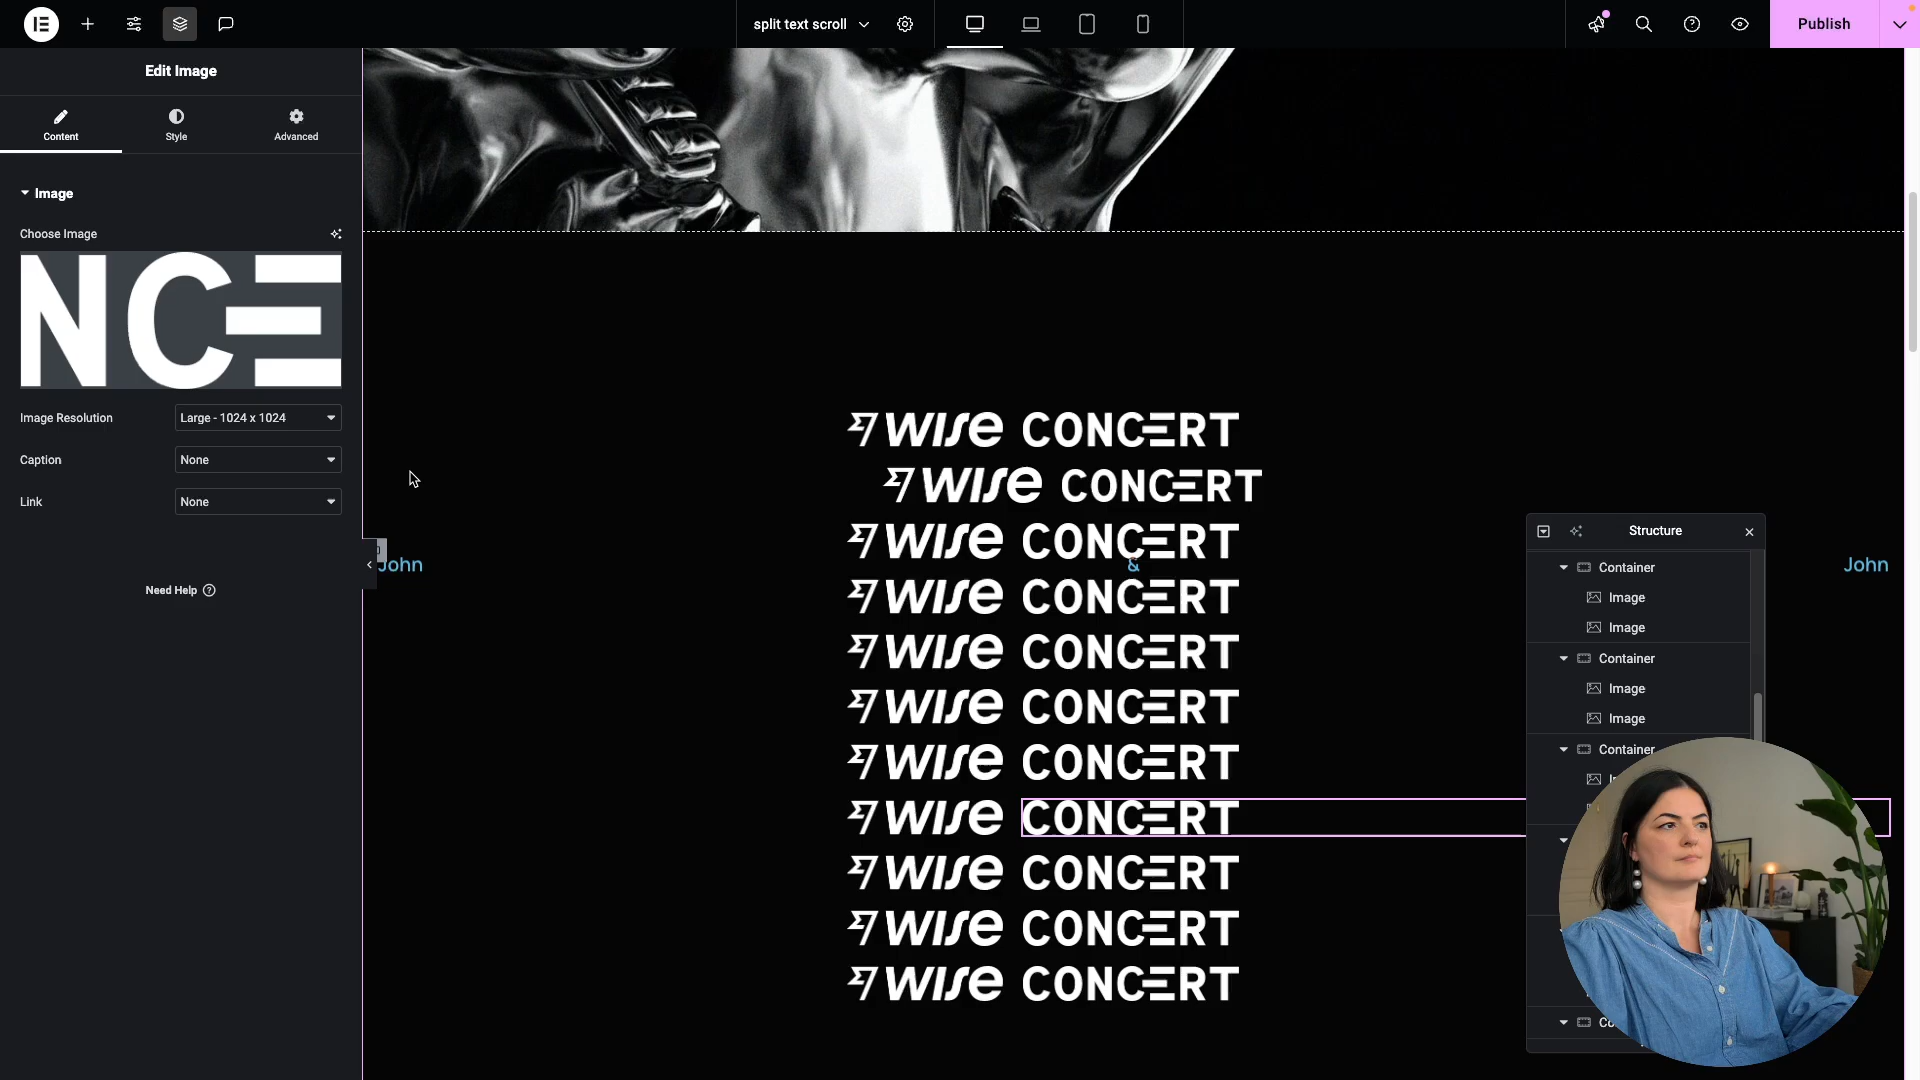 split text scroll
Publish
Edit Image
Content
Style
Advanced
Image
Choose Image
NCE
Image Resolution
Large - 1024 x 1024
Caption
None
Link
None
Need Help
WISe CONCERT
WISe CONCERT
WISe CONCERT
John
&
John
WISe CONCERT
WISe CONCERT
WISe CONCERT
WISe CONCERT
WISe CONCERT
WISe CONCERT
WISe CONCERT
WISe CONCERT
Structure
Container
Image
Image
Container
Image
Image
Container